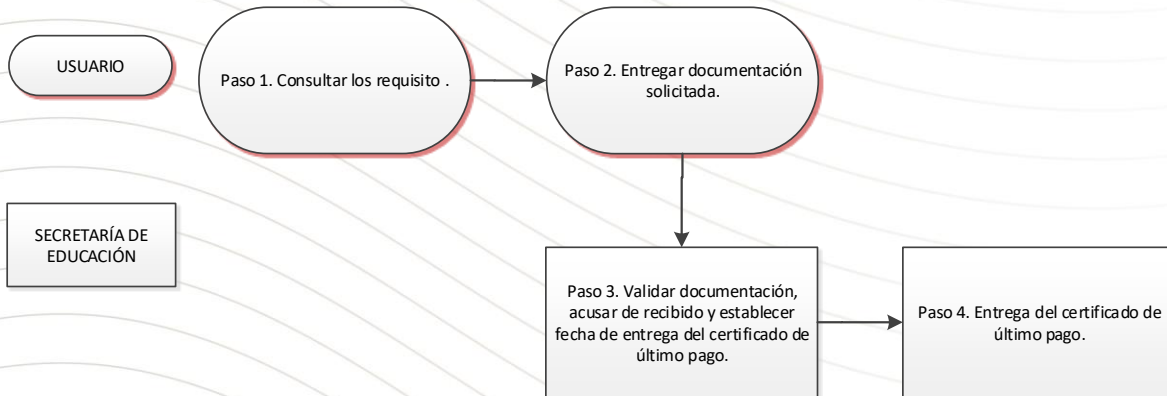 USUARIO
Paso 1. Consultar los requisito .
Paso 2. Entregar documentación
solicitada.
SECRETARÍA DE
EDUCACIÓN
Paso 3. Validar documentación,
acusar de recibido y establecer
fecha de entrega del certificado de
último pago.
Paso 4. Entrega del certificado de
último pago.